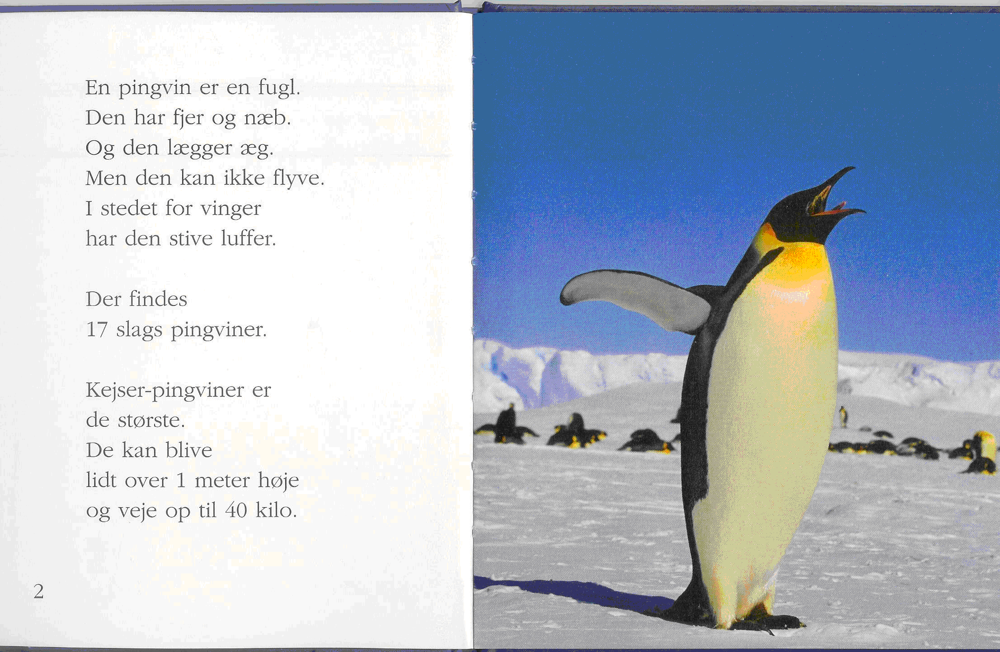 En pingvin er en fugl.
Den har fjer og næb.
Og den lægger æg.
Men den kan ikke flyve.
I stedet for vinger
har den stive luffer.
Der findes
17 slags pingviner.
Kejser-pingviner er
de største.
De kan blive
lidt over 1 meter høje
og veje op til 40 kilo.
2